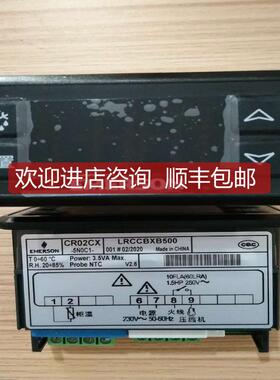 欢迎进店咨询 顺丰包邮
EMERSON
CR02CX
-5N0C1-
LRCCBXB500
001 # 02/2020
Made in CHINA
T 0÷60 °C
Power: 3.5VA Max.
R.H. 20÷85%
Probe NTC
V2.6
10FLA(60LRA)
1.5HP 250V~
1 2 6 7 8 9
柜温
电源
火线
压缩机
230V~ 50-60Hz